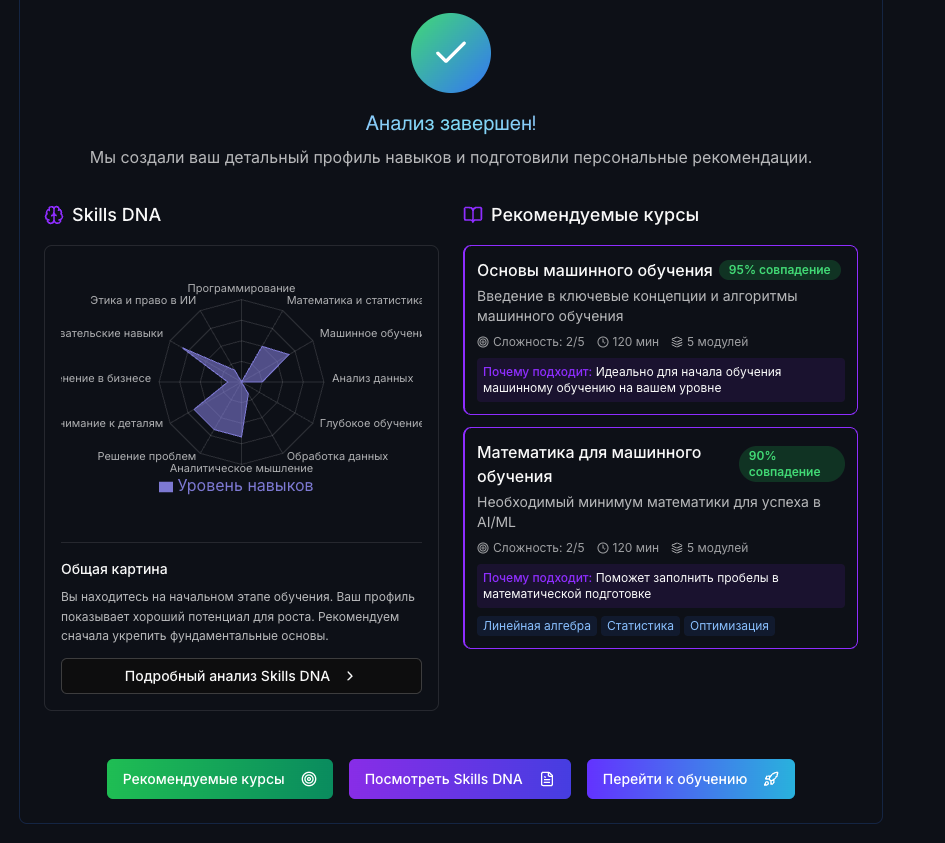 Анализ завершен!
Мы создали ваш детальный профиль навыков и подготовили персональные рекомендации.
Skills DNA
Программирование
Этика и право в ИИ
Математика и статистика
вательские навыки
Машинное обучени
нение в бизнесе
Анализ данных
нимание к деталям
Глубокое обучение
Решение проблем
Обработка данных
Аналитическое мышление
Уровень навыков
Общая картина
Вы находитесь на начальном этапе обучения. Ваш профиль
показывает хороший потенциал для роста. Рекомендуем
сначала укрепить фундаментальные основы.
Подробный анализ Skills DNA
Рекомендуемые курсы
Основы машинного обучения
95% совпадение
Введение в ключевые концепции и алгоритмы
машинного обучения
Сложность: 2/5 120 мин 5 модулей
Почему подходит: Идеально для начала обучения
машинному обучению на вашем уровне
Математика для машинного
обучения
90%
совпадение
Необходимый минимум математики для успеха в
AI/ML
Сложность: 2/5 120 мин 5 модулей
Почему подходит: Поможет заполнить пробелы в
математической подготовке
Линейная алгебра Статистика Оптимизация
Рекомендуемые курсы
Посмотреть Skills DNA
Перейти к обучению